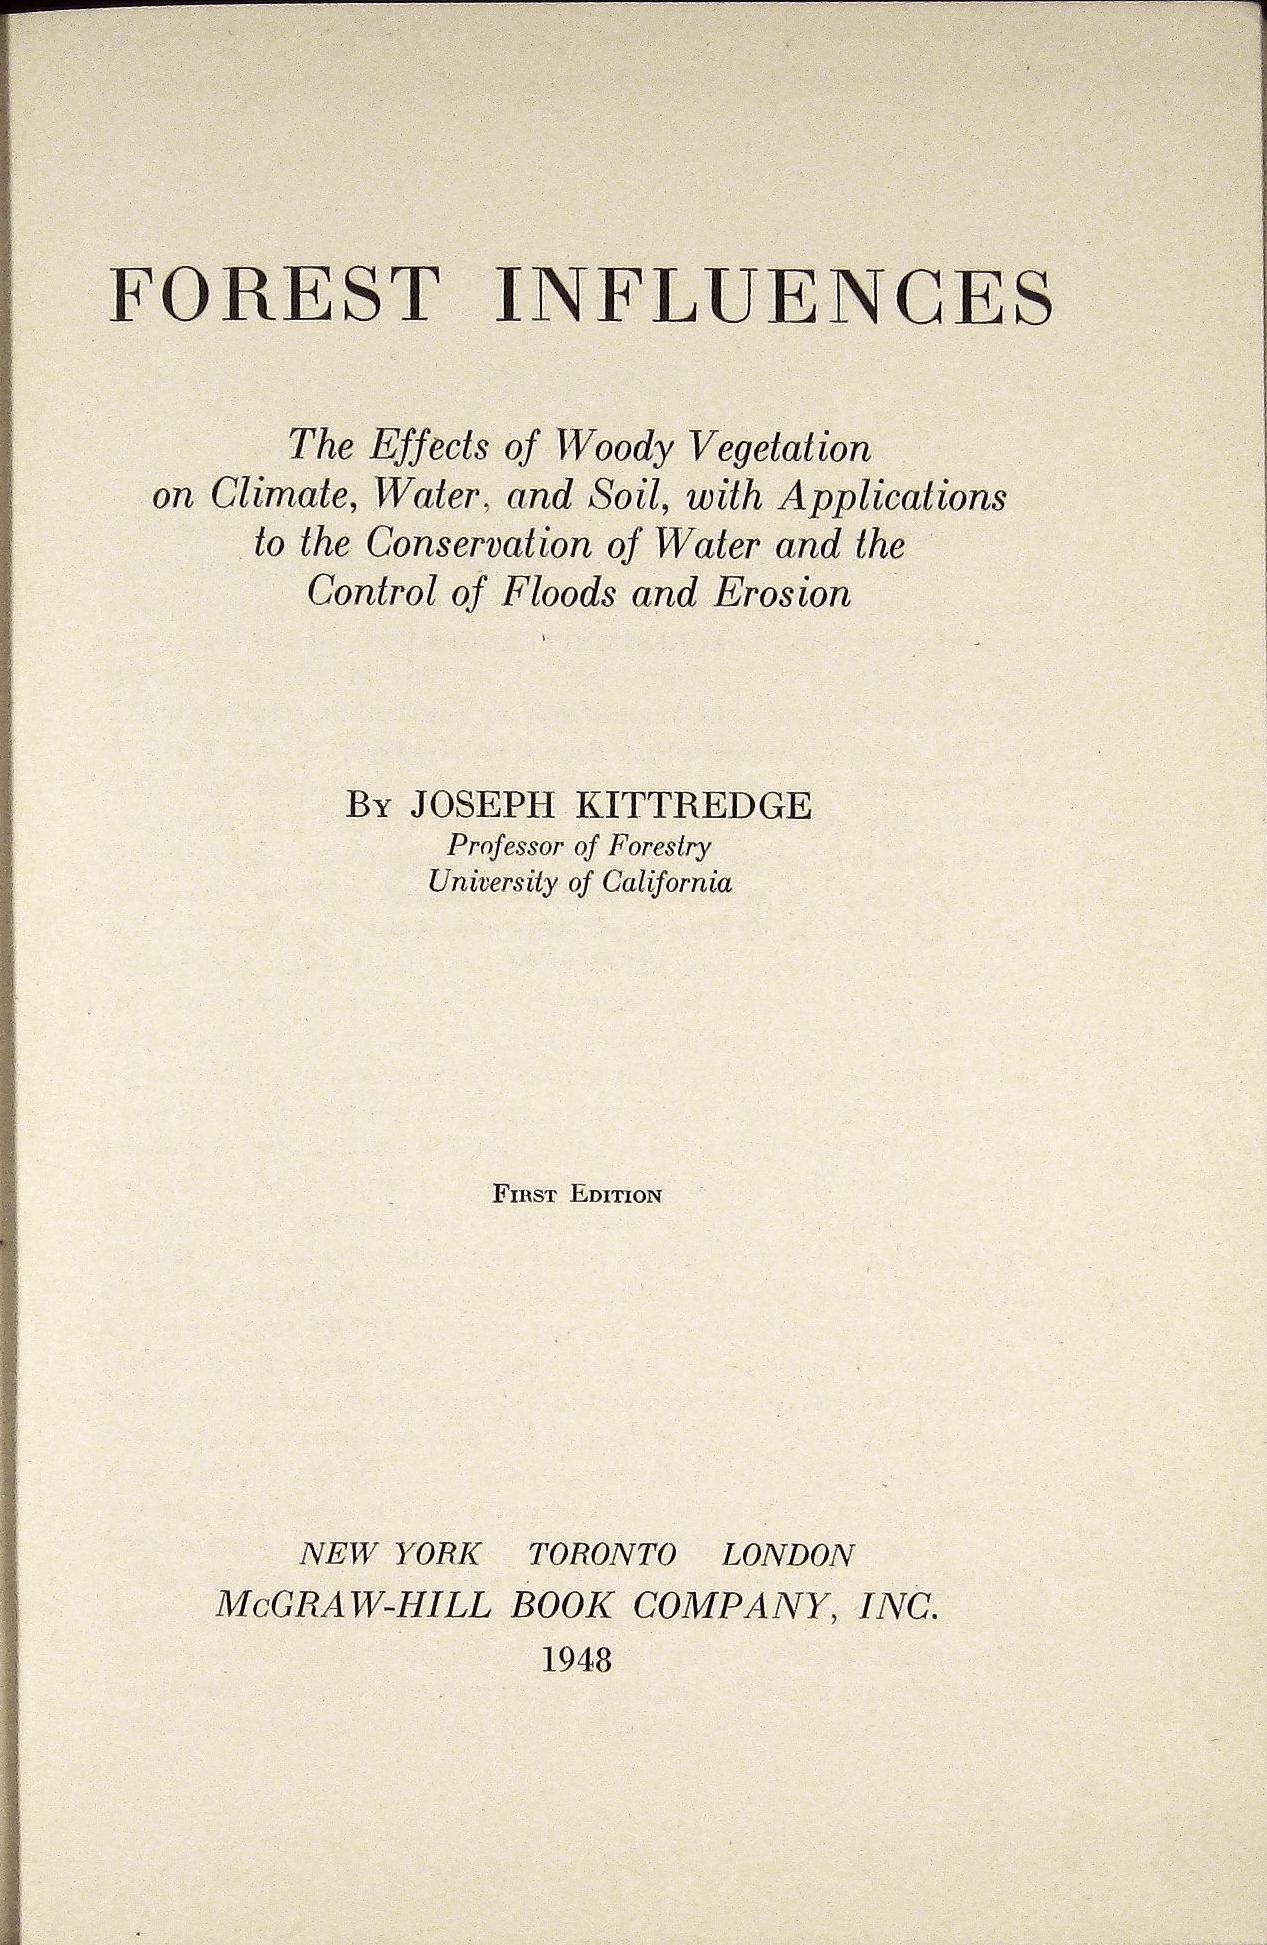 FOREST INFLUENCES
The Effects of Woody Vegetation
on Climate, Water, and Soil, with Applications
to the Conservation of Water and the
Control of Floods and Erosion
By JOSEPH KITTREDGE
Professor of Forestry
University of California
First Edition
NEW YORK TORONTO LONDON
McGRAW-HILL BOOK COMPANY, INC.
1948